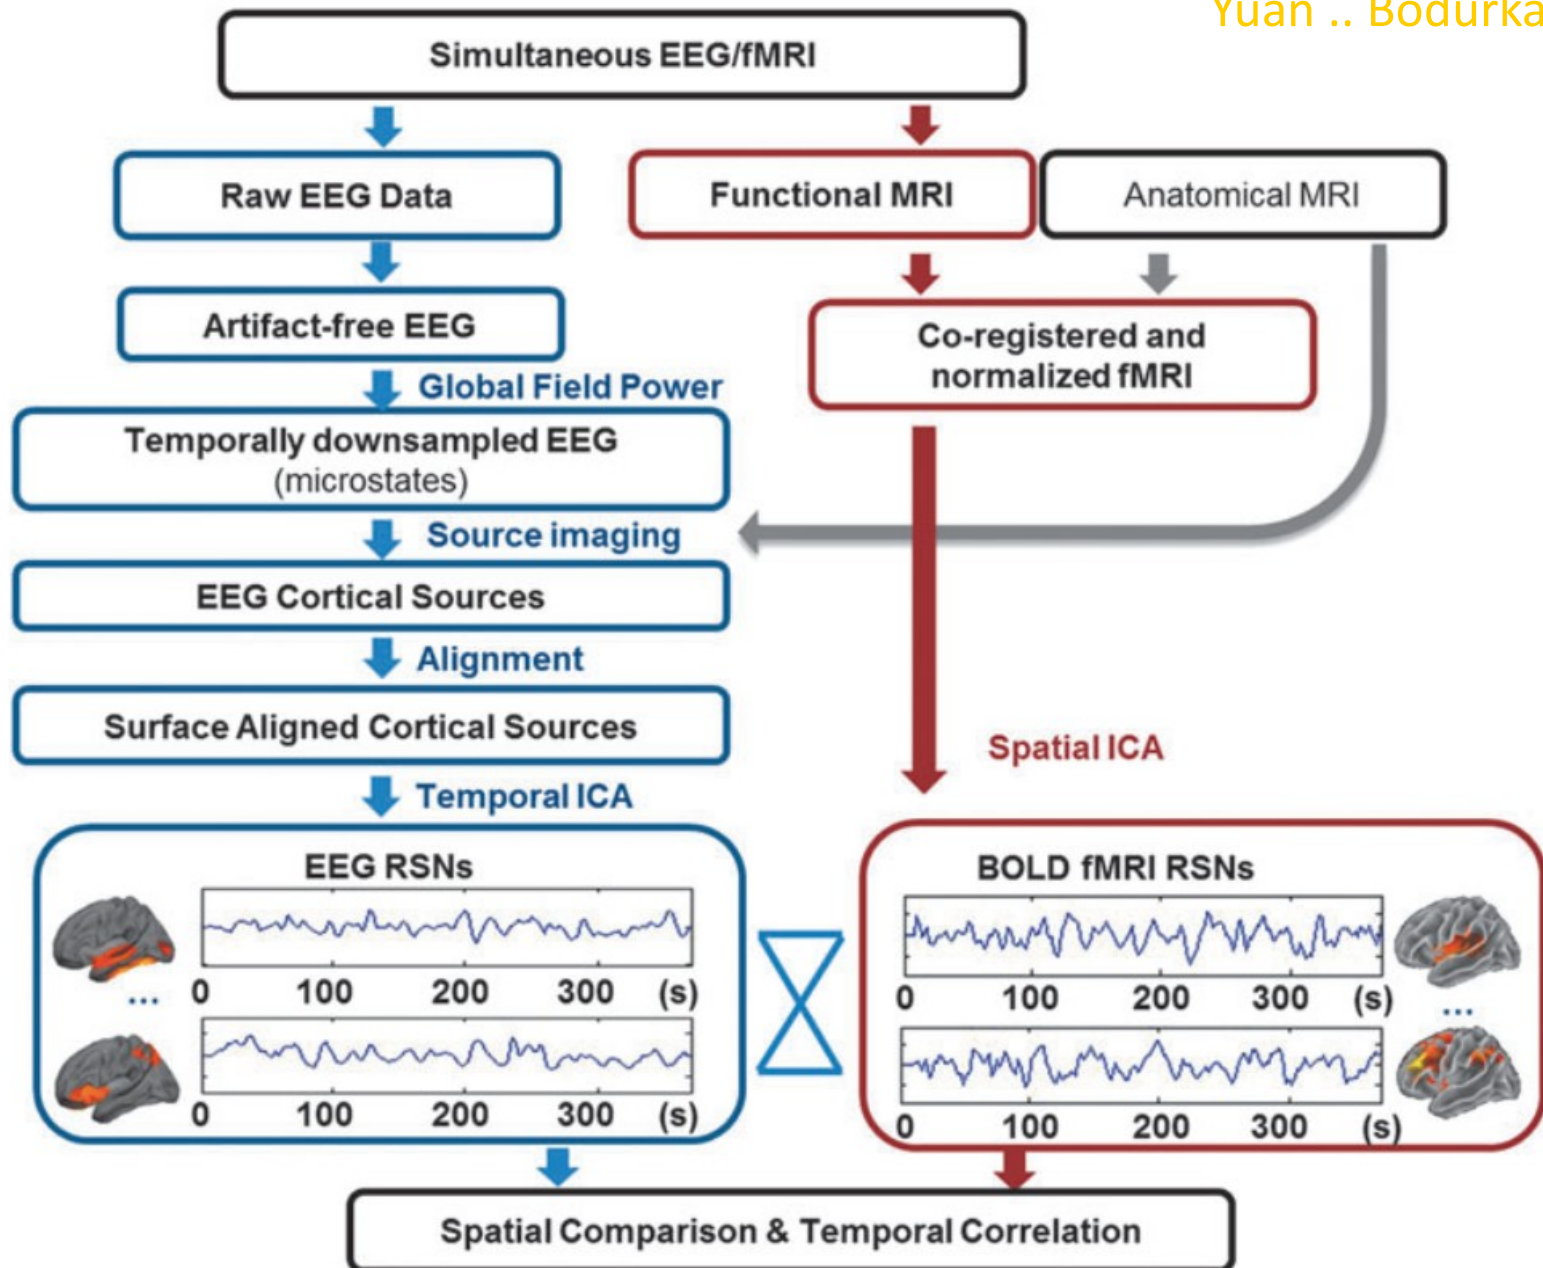 Yuan .. Bodurka
Simultaneous EEG/fMRI
Raw EEG Data
Functional MRI
Anatomical MRI
Artifact-free EEG
Co-registered and
normalized fMRI
Global Field Power
Temporally downsampled EEG
(microstates)
Source imaging
EEG Cortical Sources
Alignment
Surface Aligned Cortical Sources
Spatial ICA
Temporal ICA
EEG RSNs
...
0 100 200 300 (s)
0 100 200 300 (s)
BOLD fMRI RSNs
0 100 200 300 (s)
...
0 100 200 300 (s)
Spatial Comparison & Temporal Correlation